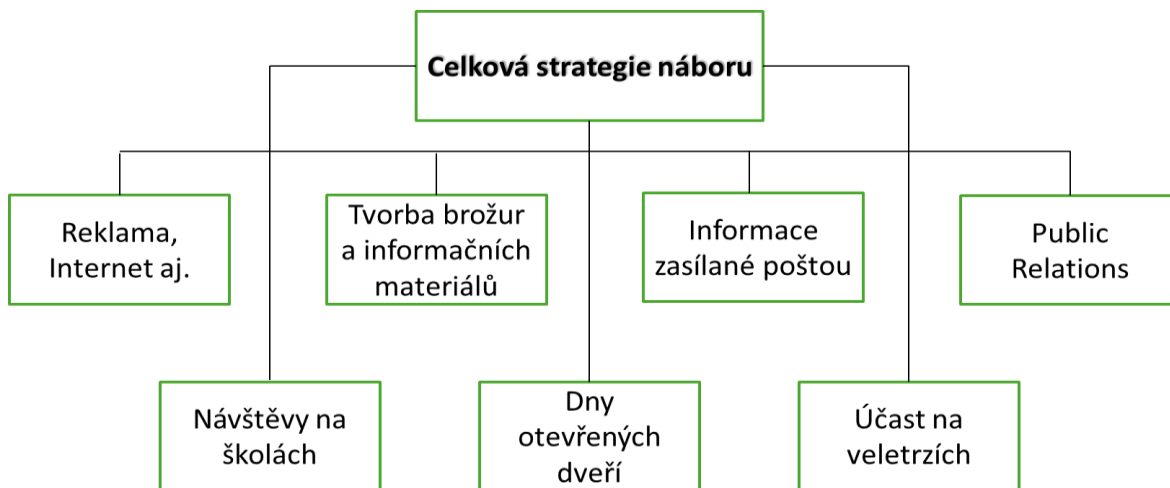 Celková strategie náboru
Reklama,
Internet aj.
Tvorba brožur
a informačních
materiálů
Informace
zasílané poštou
Public
Relations
Návštěvy na
školách
Dny
otevřených
dveří
Účast na
veletrzích